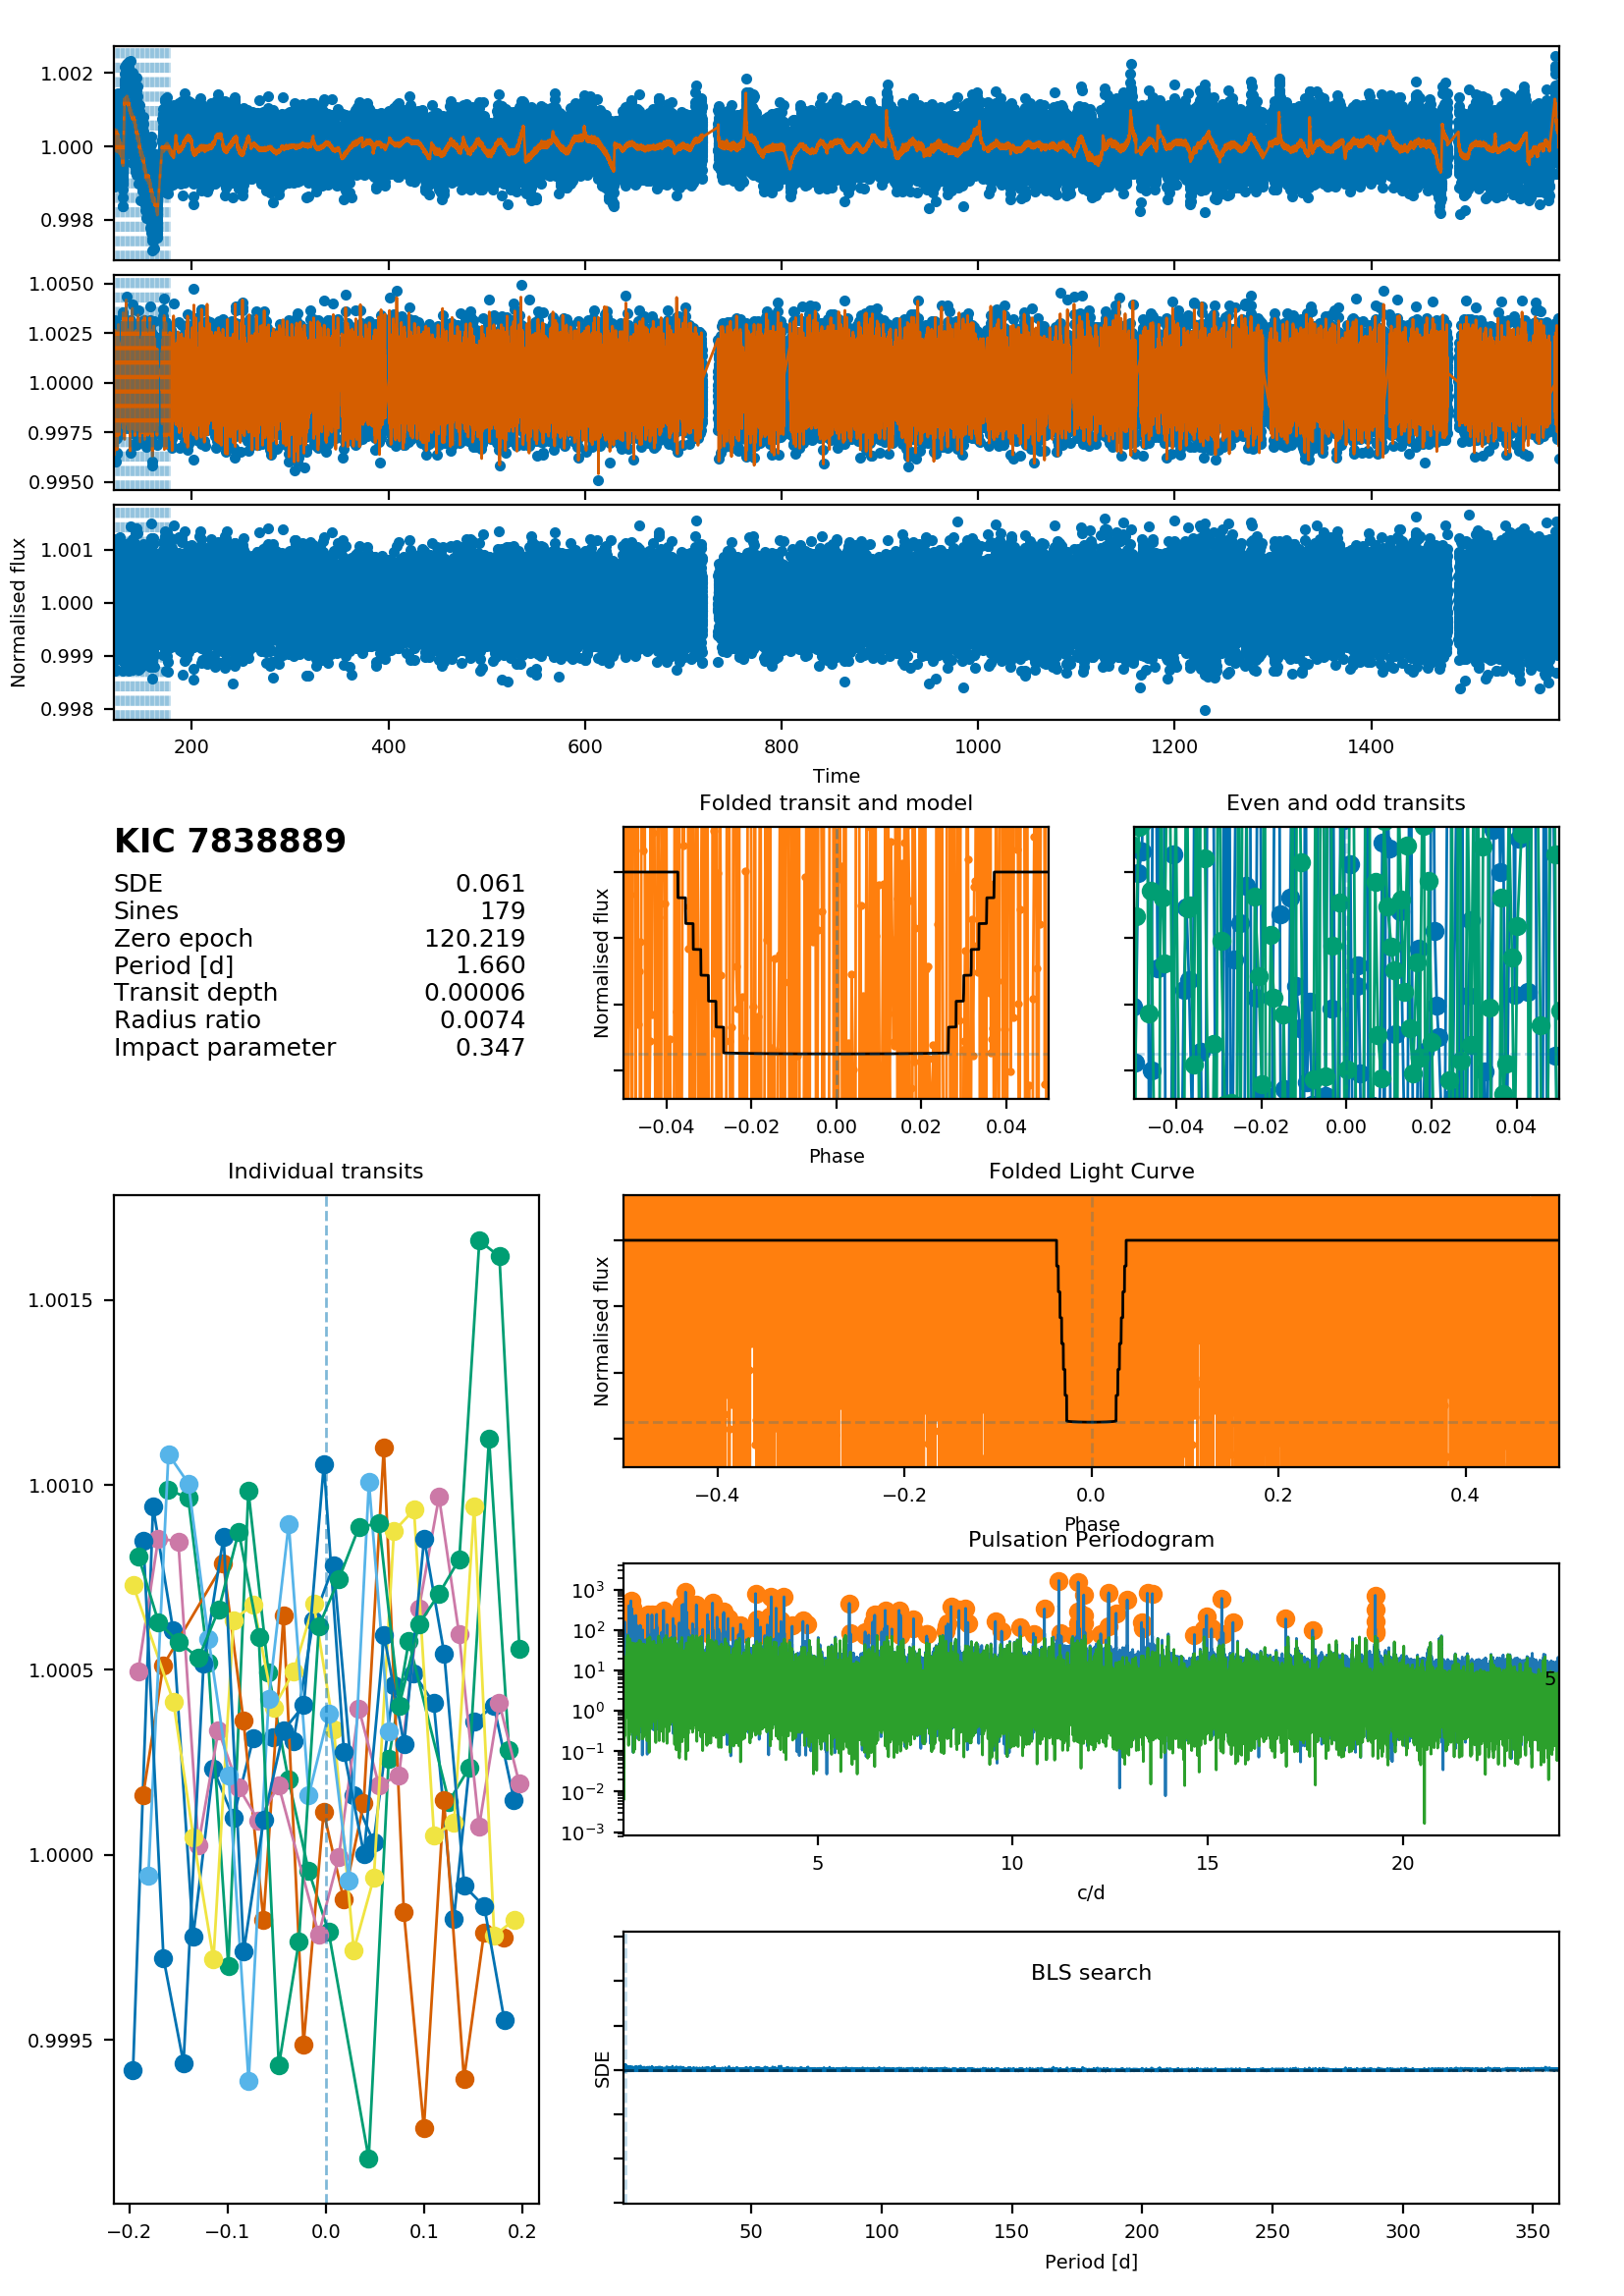 1.002
1.000
0.998
1.0050
1.0025
1.0000
0.9975
0.9950
1.001
1.000
0.999
0.998
Normalised flux
200 400 600 800 1000 1200 1400
Time
KIC 7838889
SDE 0.061
Sines 179
Zero epoch 120.219
Period [d] 1.660
Transit depth 0.00006
Radius ratio 0.0074
Impact parameter 0.347
Folded transit and model
Normalised flux
−0.04 −0.02 0.00 0.02 0.04
Phase
Even and odd transits
−0.04 −0.02 0.00 0.02 0.04
Individual transits
1.0015
1.0010
1.0005
1.0000
0.9995
−0.2 −0.1 0.0 0.1 0.2
Folded Light Curve
Normalised flux
−0.4 −0.2 0.0 0.2 0.4
Phase
Pulsation Periodogram
10³
10²
10¹
10⁰
10⁻¹
10⁻²
10⁻³
5
5 10 15 20
c/d
BLS search
SDE
50 100 150 200 250 300 350
Period [d]